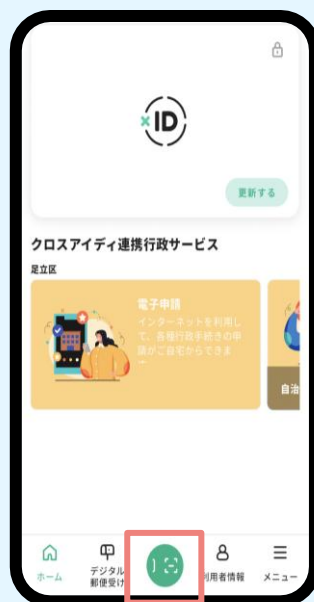 xID
更新する
クロスアイディ連携行政サービス
足立区
電子申請
インターネットを利用し
て、各種行政手続きの申
請がご自宅からできま
自治
ホーム
デジタル
郵便受け
利用者情報
メニュー